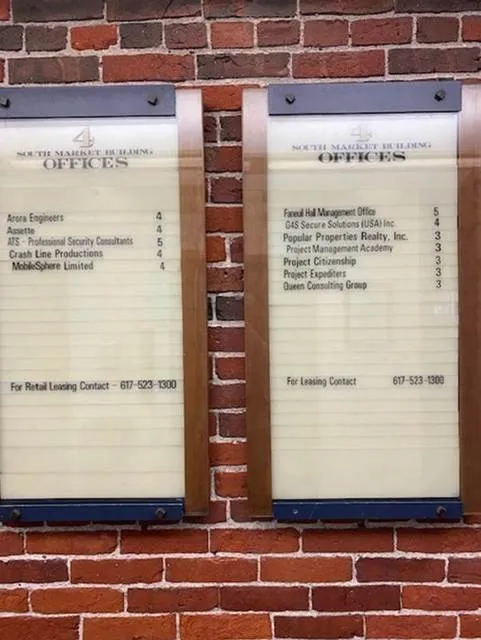 4
SOUTH MARKET BUILDING
OFFICES
Arora Engineers 4
Assette 4
ATS - Professional Security Consultants 5
Crash Line Productions 4
MobileSphere Limited 4
For Retail Leasing Contact - 617-523-1300
4
SOUTH MARKET BUILDING
OFFICES
Faneuil Hall Management Office 5
G4S Secure Solutions (USA) Inc. 4
Popular Properties Realty, Inc. 3
Project Management Academy 3
Project Citizenship 3
Project Expediters 3
Queen Consulting Group 3
For Leasing Contact 617-523-1300